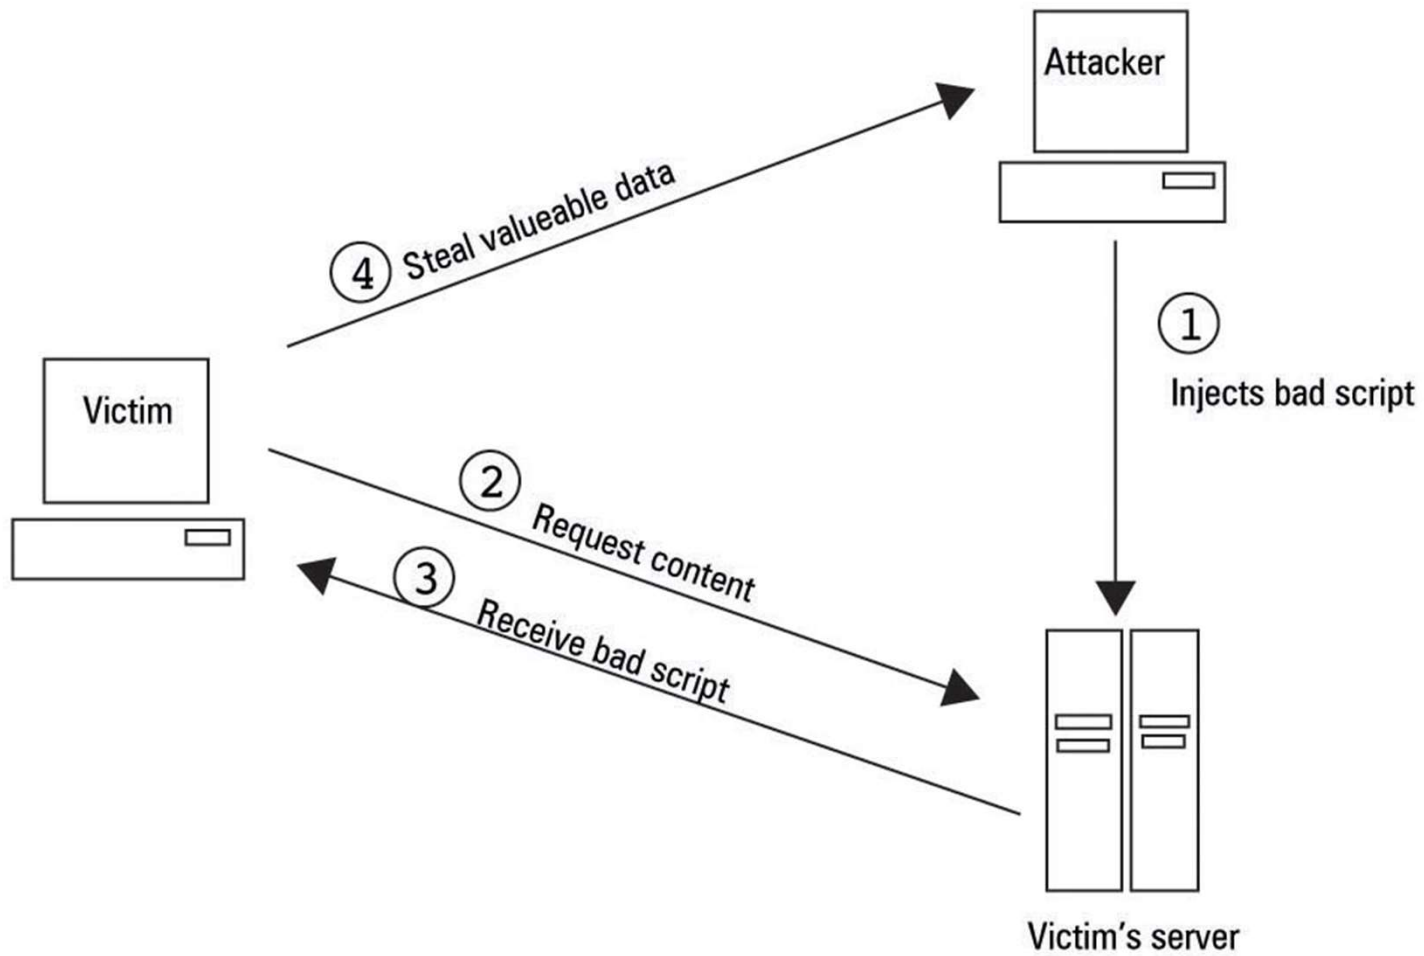 Attacker
4 Steal valueable data
1
Injects bad script
Victim
2 Request content
3 Receive bad script
Victim's server